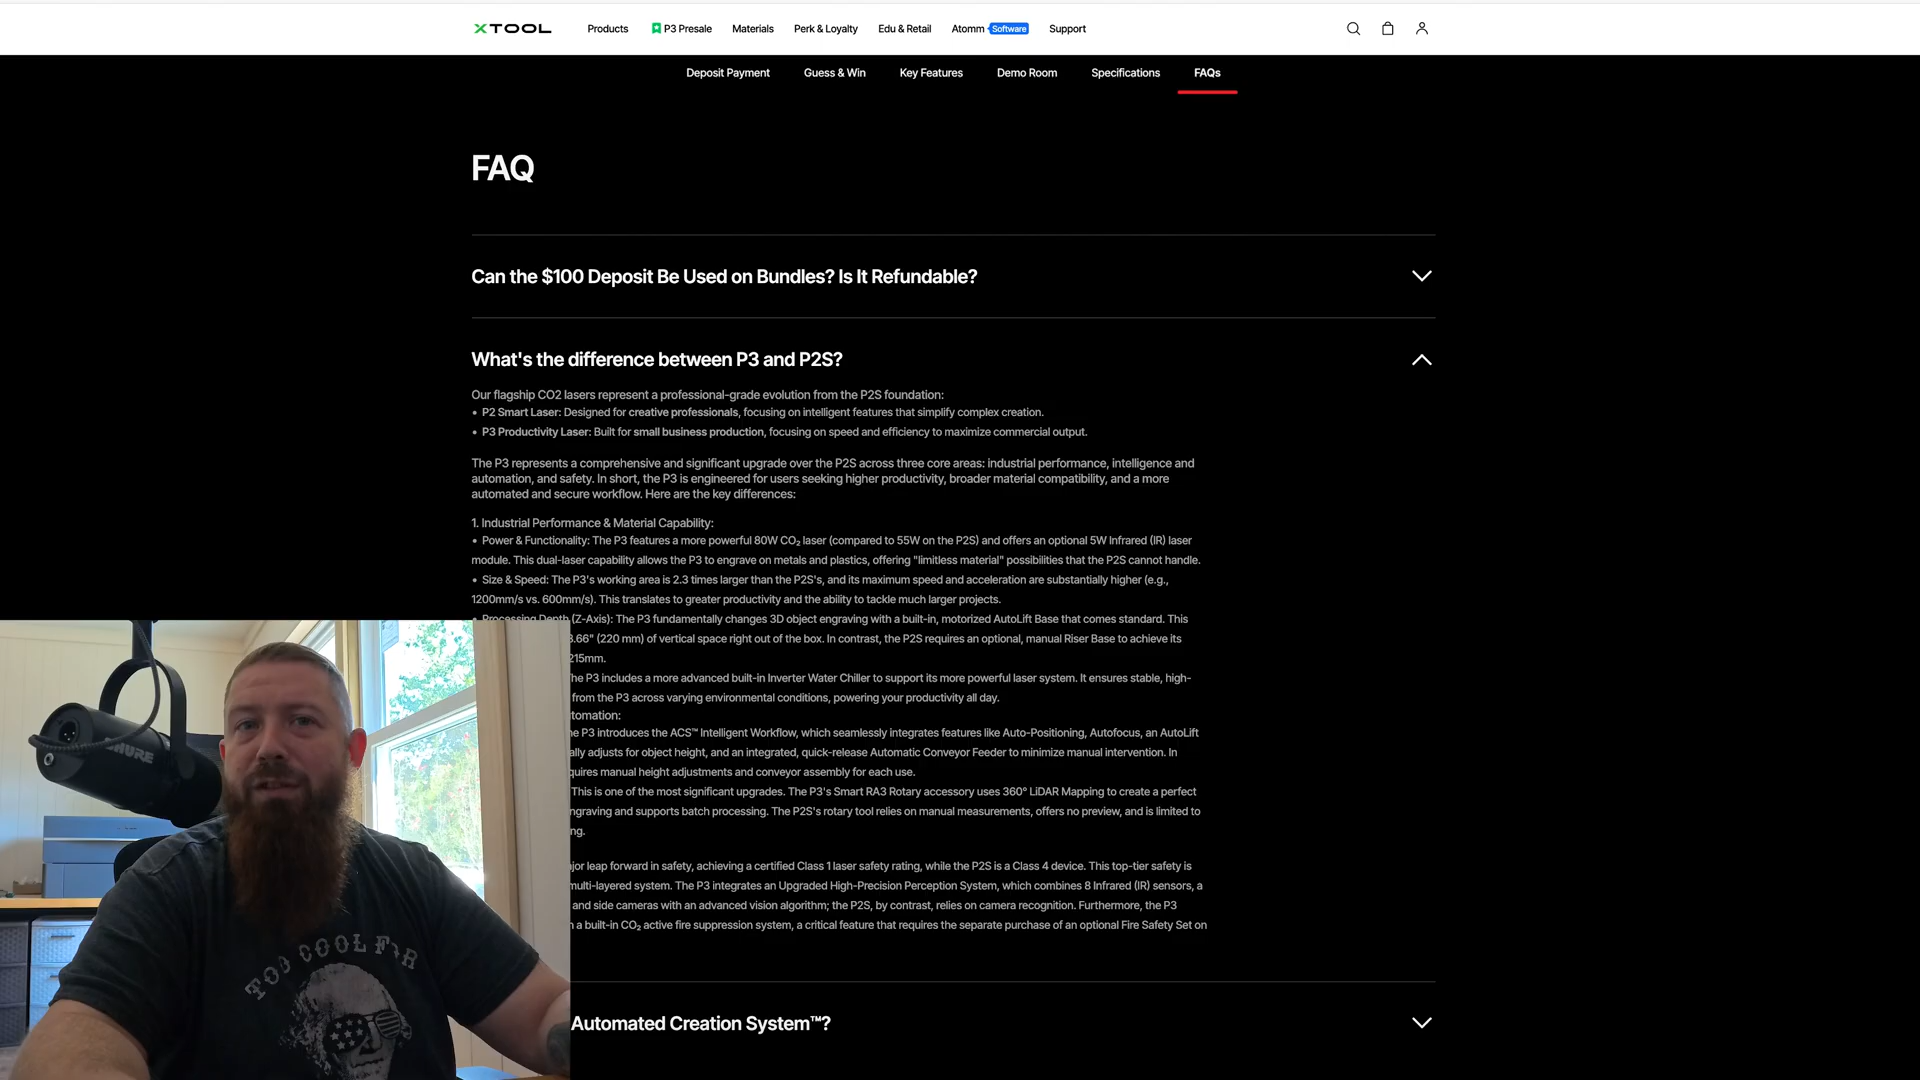 XTOOL
Products
P3 Presale
Materials
Perk & Loyalty
Edu & Retail
Atomm Software
Support
Deposit Payment
Guess & Win
Key Features
Demo Room
Specifications
FAQs
FAQ
Can the $100 Deposit Be Used on Bundles? Is It Refundable?
What's the difference between P3 and P2S?
Our flagship CO2 lasers represent a professional-grade evolution from the P2S foundation:
• P2 Smart Laser: Designed for creative professionals, focusing on intelligent features that simplify complex creation.
• P3 Productivity Laser: Built for small business production, focusing on speed and efficiency to maximize commercial output.
The P3 represents a comprehensive and significant upgrade over the P2S across three core areas: industrial performance, intelligence and
automation, and safety. In short, the P3 is engineered for users seeking higher productivity, broader material compatibility, and a more
automated and secure workflow. Here are the key differences:
1. Industrial Performance & Material Capability:
• Power & Functionality: The P3 features a more powerful 80W CO₂ laser (compared to 55W on the P2S) and offers an optional 5W Infrared (IR) laser
module. This dual-laser capability allows the P3 to engrave on metals and plastics, offering "limitless material" possibilities that the P2S cannot handle.
• Size & Speed: The P3's working area is 2.3 times larger than the P2S's, and its maximum speed and acceleration are substantially higher (e.g.,
1200mm/s vs. 600mm/s). This translates to greater productivity and the ability to tackle much larger projects.
• Processing Depth (Z-Axis): The P3 fundamentally changes 3D object engraving with a built-in, motorized AutoLift Base that comes standard. This
.66" (220 mm) of vertical space right out of the box. In contrast, the P2S requires an optional, manual Riser Base to achieve its
215mm.
he P3 includes a more advanced built-in Inverter Water Chiller to support its more powerful laser system. It ensures stable, high-
from the P3 across varying environmental conditions, powering your productivity all day.
tomation:
e P3 introduces the ACS™ Intelligent Workflow, which seamlessly integrates features like Auto-Positioning, Autofocus, an AutoLift
ally adjusts for object height, and an integrated, quick-release Automatic Conveyor Feeder to minimize manual intervention. In
quires manual height adjustments and conveyor assembly for each use.
This is one of the most significant upgrades. The P3's Smart RA3 Rotary accessory uses 360° LiDAR Mapping to create a perfect
ngraving and supports batch processing. The P2S's rotary tool relies on manual measurements, offers no preview, and is limited to
ng.
jor leap forward in safety, achieving a certified Class 1 laser safety rating, while the P2S is a Class 4 device. This top-tier safety is
multi-layered system. The P3 integrates an Upgraded High-Precision Perception System, which combines 8 Infrared (IR) sensors, a
and side cameras with an advanced vision algorithm; the P2S, by contrast, relies on camera recognition. Furthermore, the P3
a built-in CO₂ active fire suppression system, a critical feature that requires the separate purchase of an optional Fire Safety Set on
Automated Creation System™?
SHURE
TOO COOL FOR